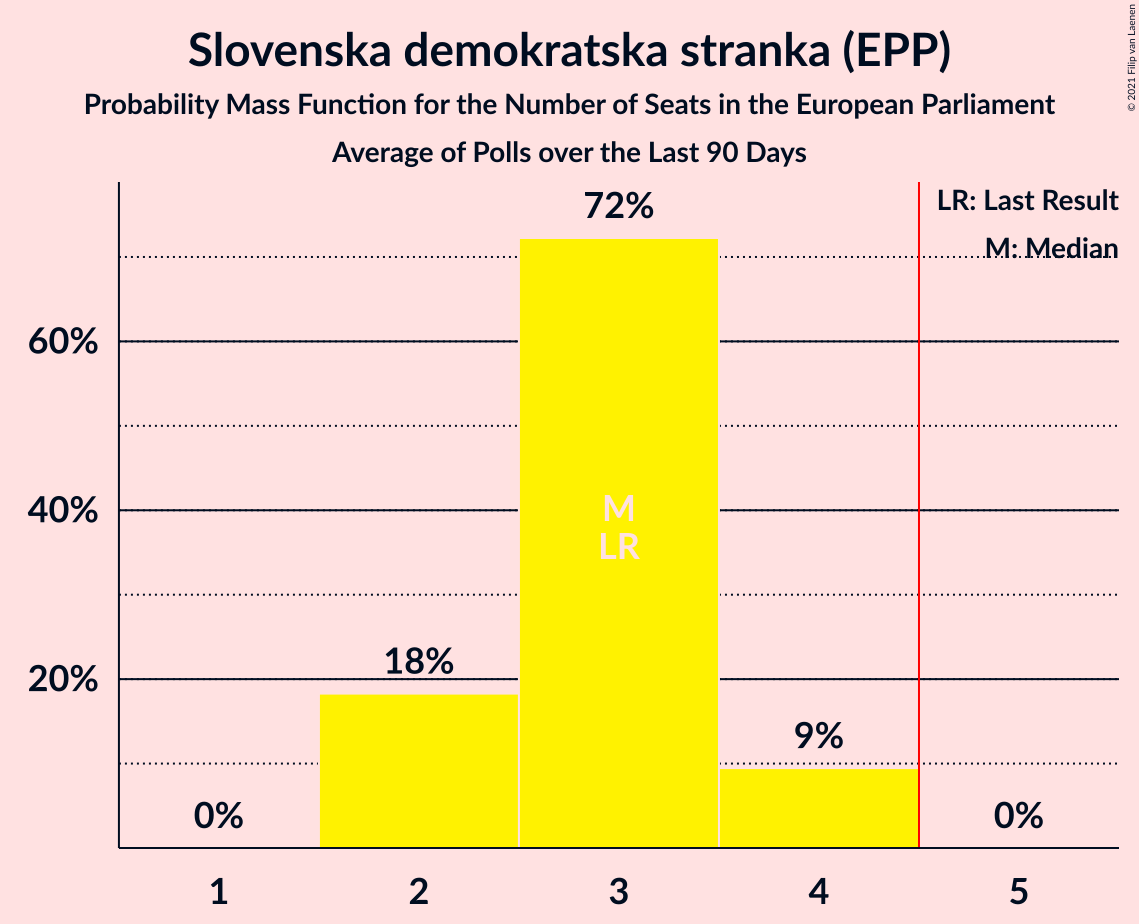 Slovenska demokratska stranka (EPP)
Probability Mass Function for the Number of Seats in the European Parliament
Average of Polls over the Last 90 Days
© 2021 Filip van Laenen
LR: Last Result
M: Median
72%
60%
M
40%
LR
18%
20%
9%
0%
0%
1 2 3 4 5